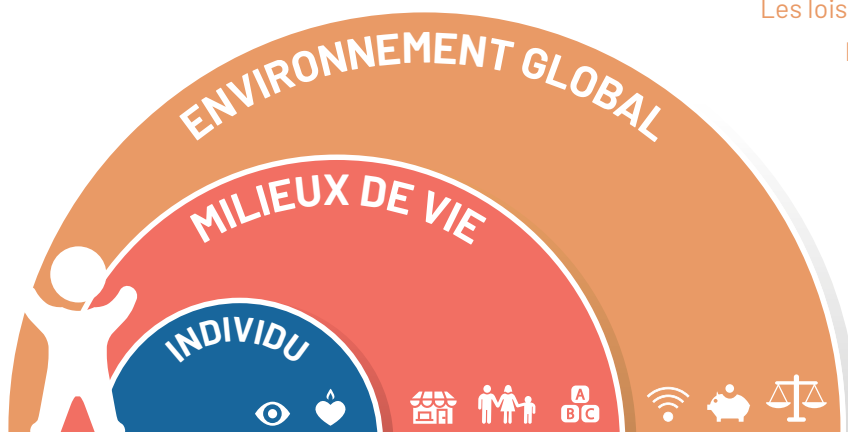 Les lois
ENVIRONNEMENT GLOBAL
MILIEUX DE VIE
INDIVIDU
A
B C